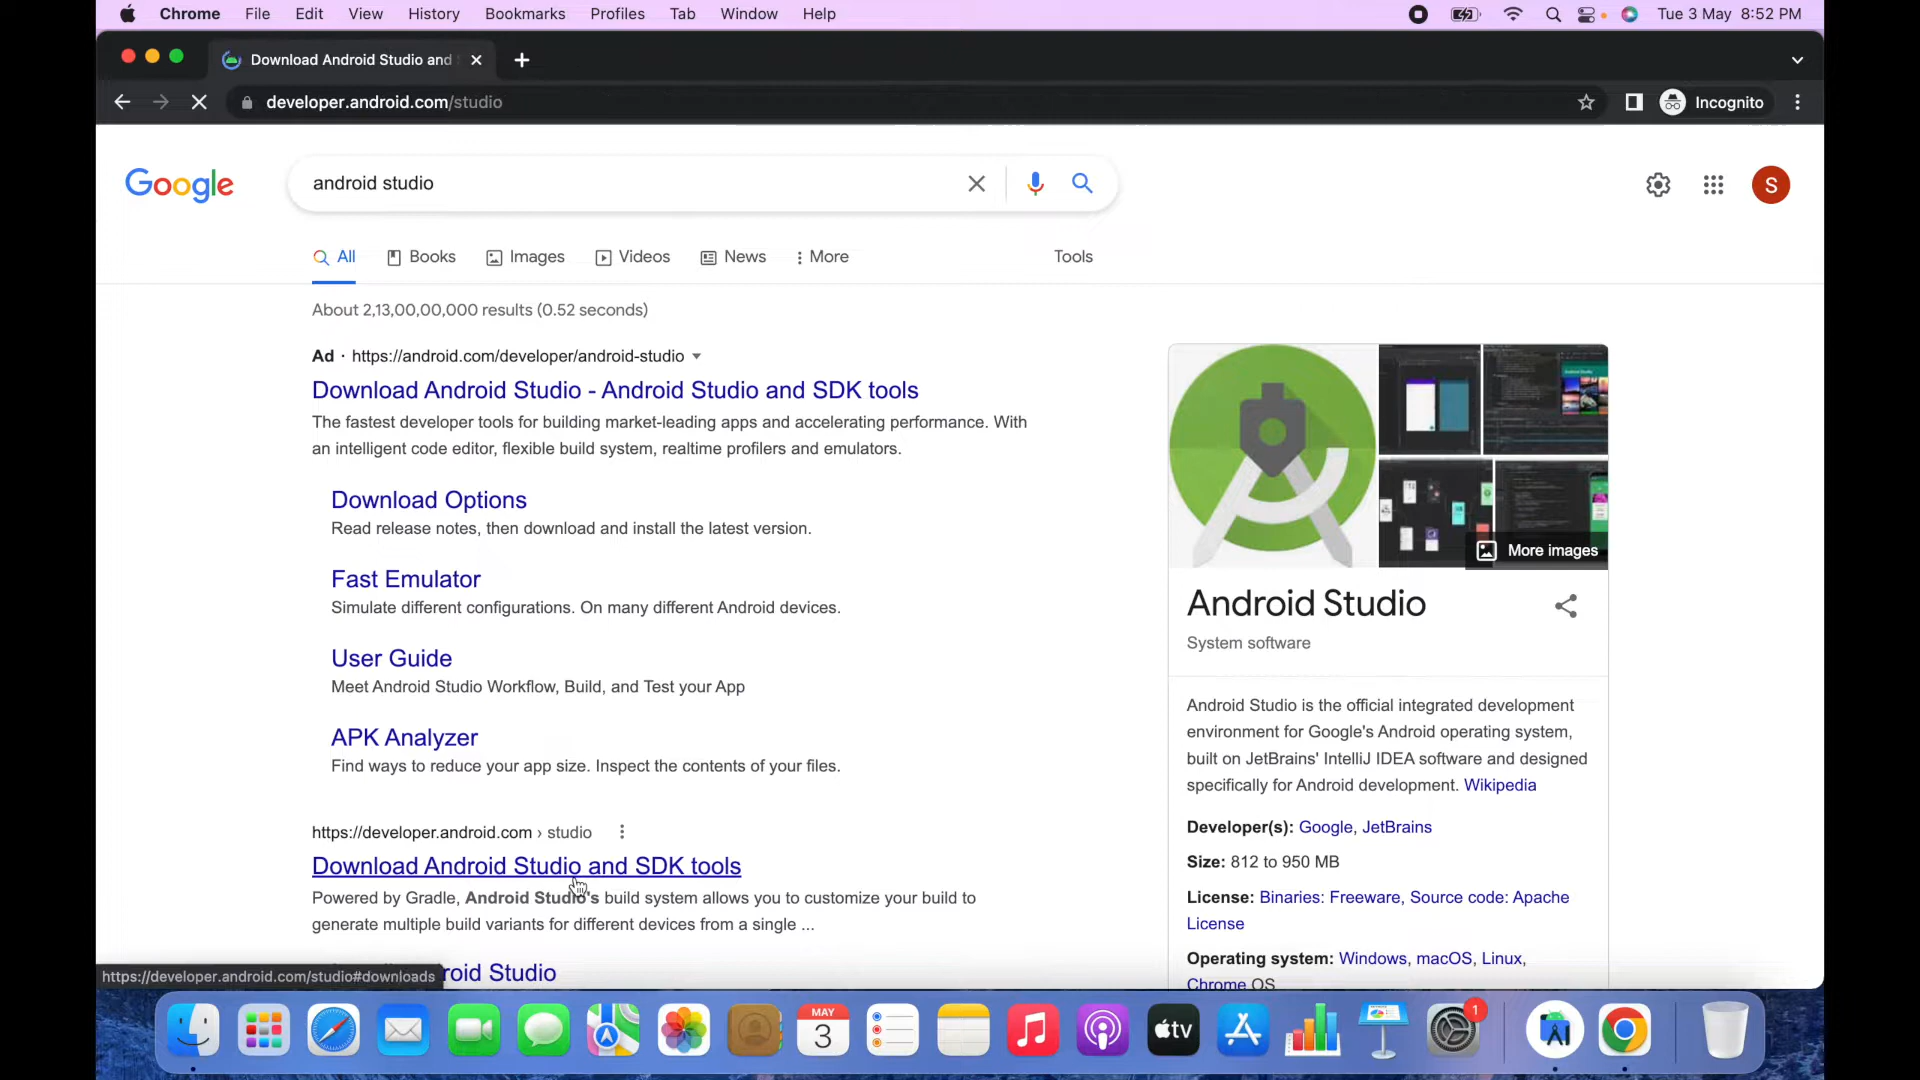 Chrome File Edit View History Bookmarks Profiles Tab Window Help Tue 3 May 8:52 PM
Download Android Studio and
developer.android.com/studio Incognito
Google android studio S
All Books Images Videos News More Tools
About 2,13,00,00,000 results (0.52 seconds)
Ad · https://android.com/developer/android-studio
Download Android Studio - Android Studio and SDK tools
The fastest developer tools for building market-leading apps and accelerating performance. With
an intelligent code editor, flexible build system, realtime profilers and emulators.
Download Options
Read release notes, then download and install the latest version.
Fast Emulator
Simulate different configurations. On many different Android devices.
User Guide
Meet Android Studio Workflow, Build, and Test your App
APK Analyzer
Find ways to reduce your app size. Inspect the contents of your files.
https://developer.android.com › studio
Download Android Studio and SDK tools
Powered by Gradle, Android Studio's build system allows you to customize your build to
generate multiple build variants for different devices from a single ...
roid Studio
https://developer.android.com/studio#downloads
More images
Android Studio
System software
Android Studio is the official integrated development
environment for Google's Android operating system,
built on JetBrains' IntelliJ IDEA software and designed
specifically for Android development. Wikipedia
Developer(s): Google, JetBrains
Size: 812 to 950 MB
License: Binaries: Freeware, Source code: Apache
License
Operating system: Windows, macOS, Linux,
Chrome OS
MAY
3
tv
1